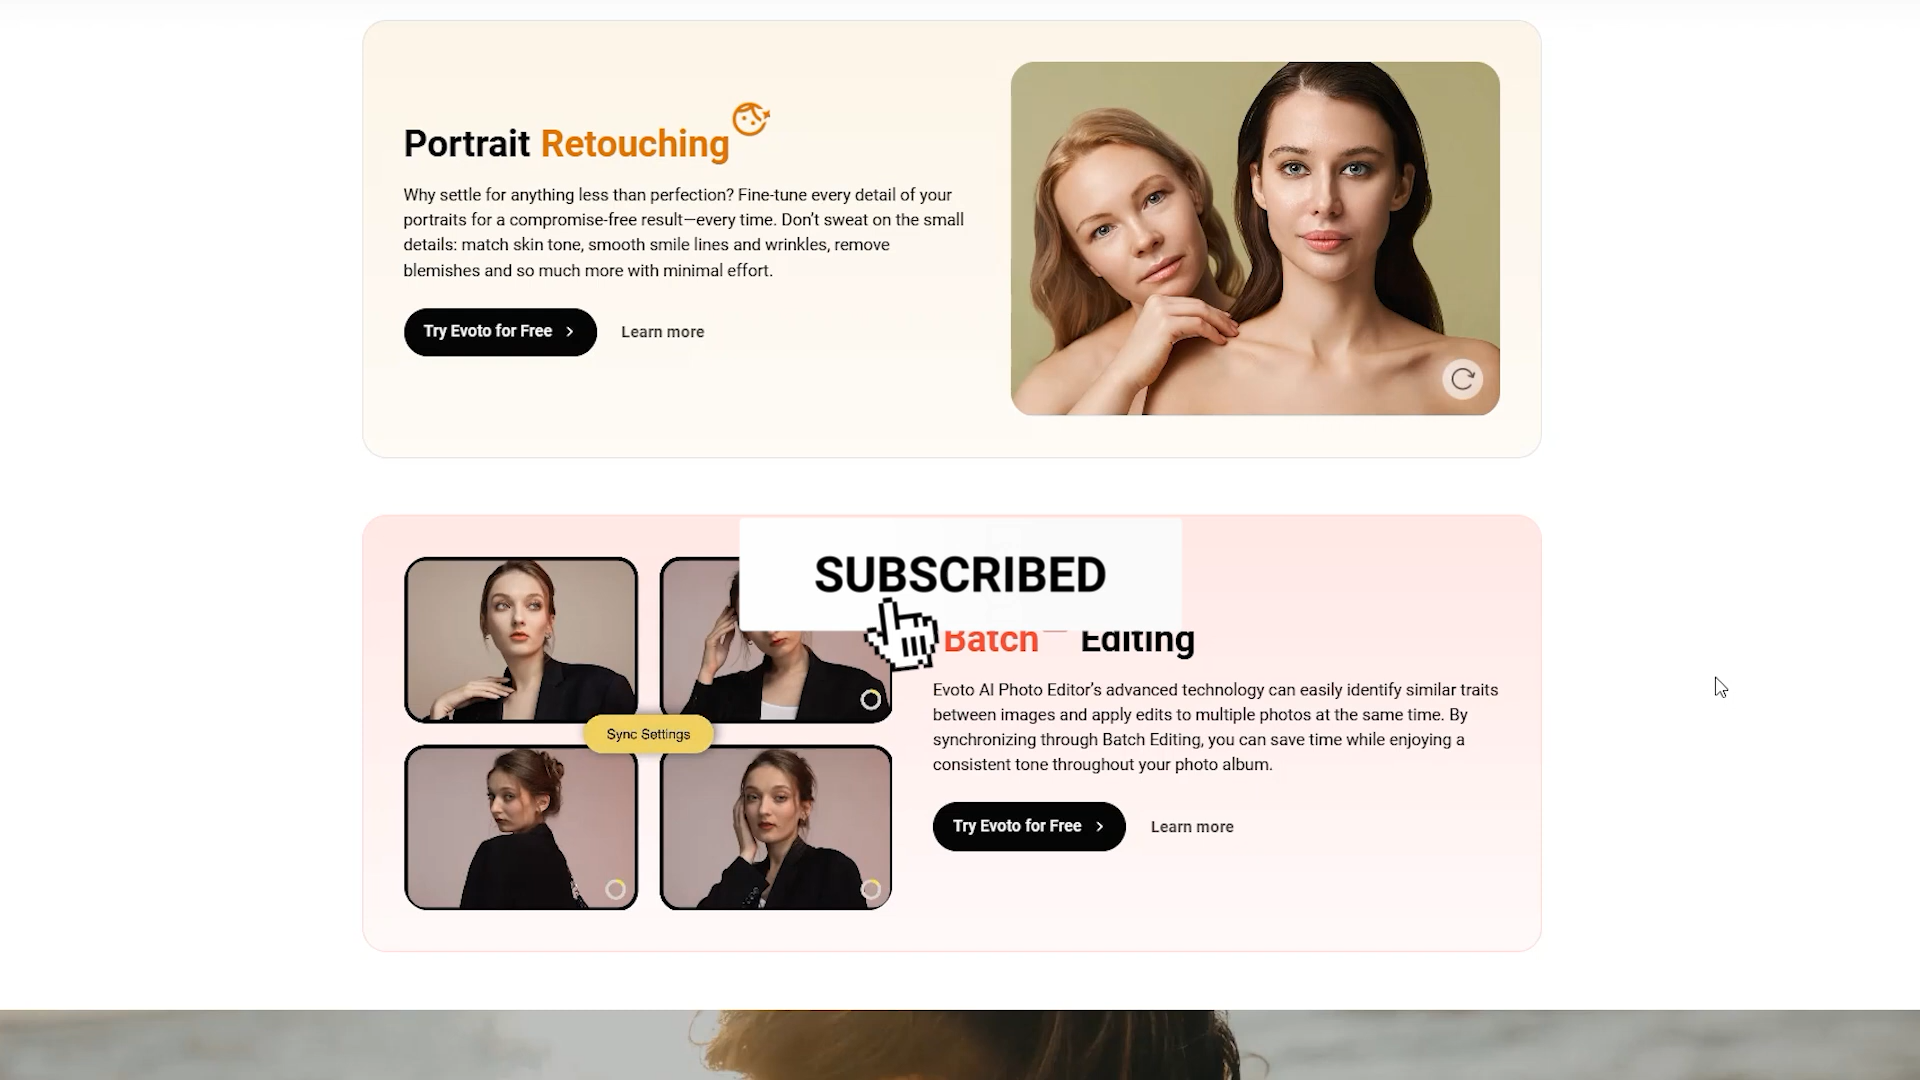 Portrait Retouching
Why settle for anything less than perfection? Fine-tune every detail of your
portraits for a compromise-free result—every time. Don’t sweat on the small
details: match skin tone, smooth smile lines and wrinkles, remove
blemishes and so much more with minimal effort.
Try Evoto for Free
Learn more
SUBSCRIBED
Batch Editing
Sync Settings
Evoto AI Photo Editor’s advanced technology can easily identify similar traits
between images and apply edits to multiple photos at the same time. By
synchronizing through Batch Editing, you can save time while enjoying a
consistent tone throughout your photo album.
Try Evoto for Free
Learn more